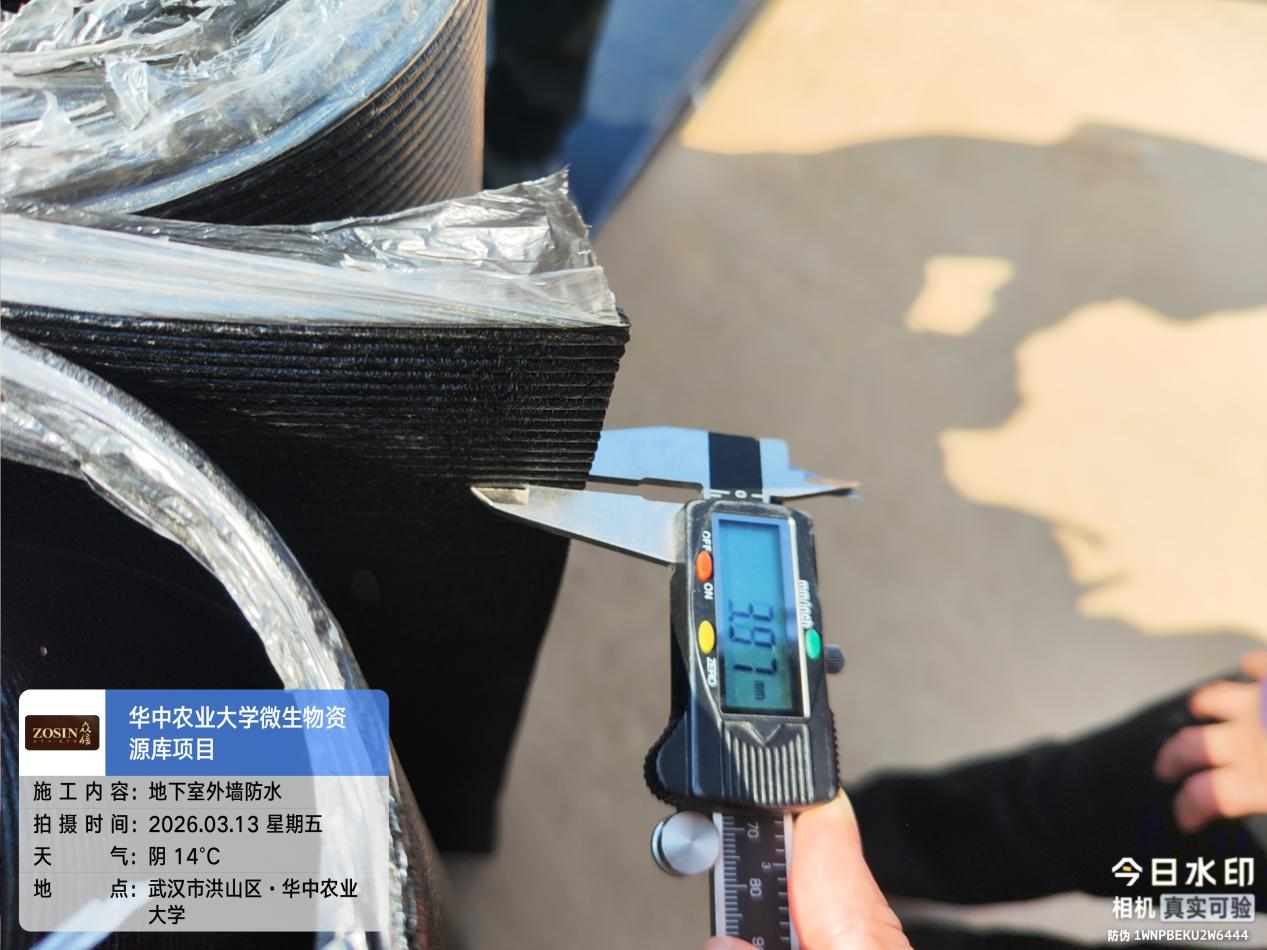 0
OFF
ON
mm/inch
ZERO
3.97 mm
70
80
ZOSIN 众信
华中农业大学微生物资
源库项目
施工内容：地下室外墙防水
拍摄时间：2026.03.13 星期五
天气：阴 14℃
地点：武汉市洪山区·华中农业
大学
今日水印
相机 真实可验
防伪 1WNPBEKU2W6444